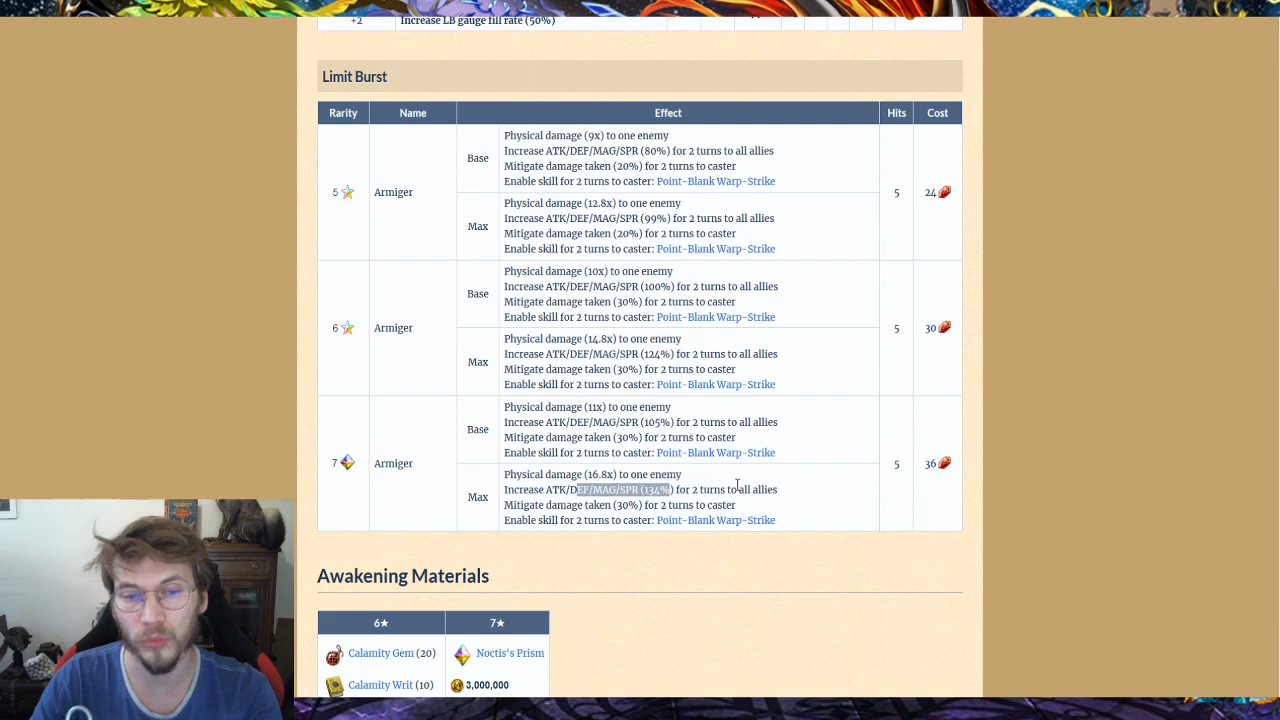 +2 Increase LB gauge fill rate (50%)
Limit Burst
Rarity Name Effect Hits Cost
5 Armiger Base Physical damage (9x) to one enemy
Increase ATK/DEF/MAG/SPR (80%) for 2 turns to all allies
Mitigate damage taken (20%) for 2 turns to caster
Enable skill for 2 turns to caster: Point-Blank Warp-Strike
5 24
Max Physical damage (12.8x) to one enemy
Increase ATK/DEF/MAG/SPR (99%) for 2 turns to all allies
Mitigate damage taken (20%) for 2 turns to caster
Enable skill for 2 turns to caster: Point-Blank Warp-Strike
6 Armiger Base Physical damage (10x) to one enemy
Increase ATK/DEF/MAG/SPR (100%) for 2 turns to all allies
Mitigate damage taken (30%) for 2 turns to caster
Enable skill for 2 turns to caster: Point-Blank Warp-Strike
5 30
Max Physical damage (14.8x) to one enemy
Increase ATK/DEF/MAG/SPR (124%) for 2 turns to all allies
Mitigate damage taken (30%) for 2 turns to caster
Enable skill for 2 turns to caster: Point-Blank Warp-Strike
7 Armiger Base Physical damage (11x) to one enemy
Increase ATK/DEF/MAG/SPR (105%) for 2 turns to all allies
Mitigate damage taken (30%) for 2 turns to caster
Enable skill for 2 turns to caster: Point-Blank Warp-Strike
5 36
Max Physical damage (16.8x) to one enemy
Increase ATK/DEF/MAG/SPR (134%) for 2 turns to all allies
Mitigate damage taken (30%) for 2 turns to caster
Enable skill for 2 turns to caster: Point-Blank Warp-Strike
Awakening Materials
6★ 7★
Calamity Gem (20) Noctis's Prism
Calamity Writ (10) 3,000,000